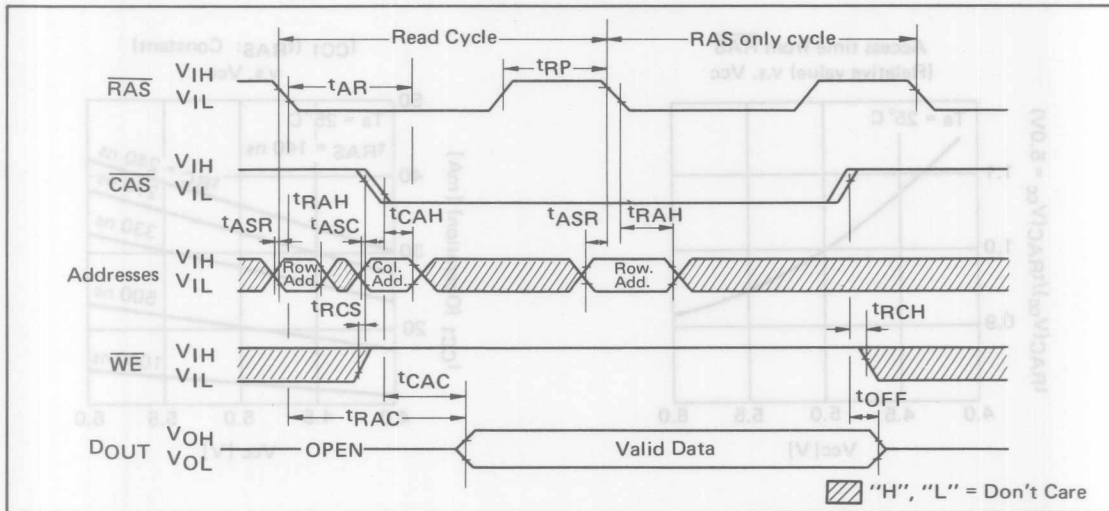 Read Cycle RAS only cycle
RAS VIH VIL tAR tRP
CAS VIH VIL
tRAH tCAH tASR tRAH
tASR tASC
Addresses VIH VIL Row. Add. Col. Add. Row. Add.
tRCS tRCH
WE VIH VIL
tCAC tOFF
tRAC
DOUT VOH VOL OPEN Valid Data
"H", "L" = Don't Care